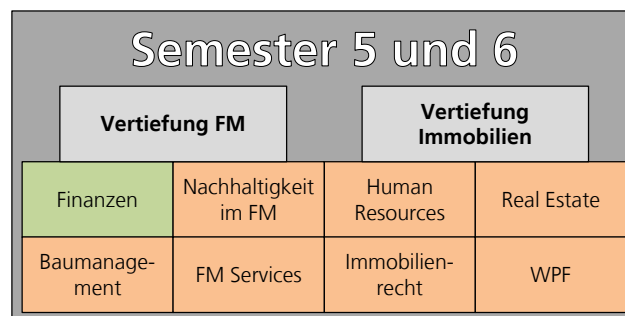 Semester 5 und 6
Vertiefung FM
Vertiefung
Immobilien
Finanzen
Nachhaltigkeit
im FM
Human
Resources
Real Estate
Baumanage-
ment
FM Services
Immobilien-
recht
WPF